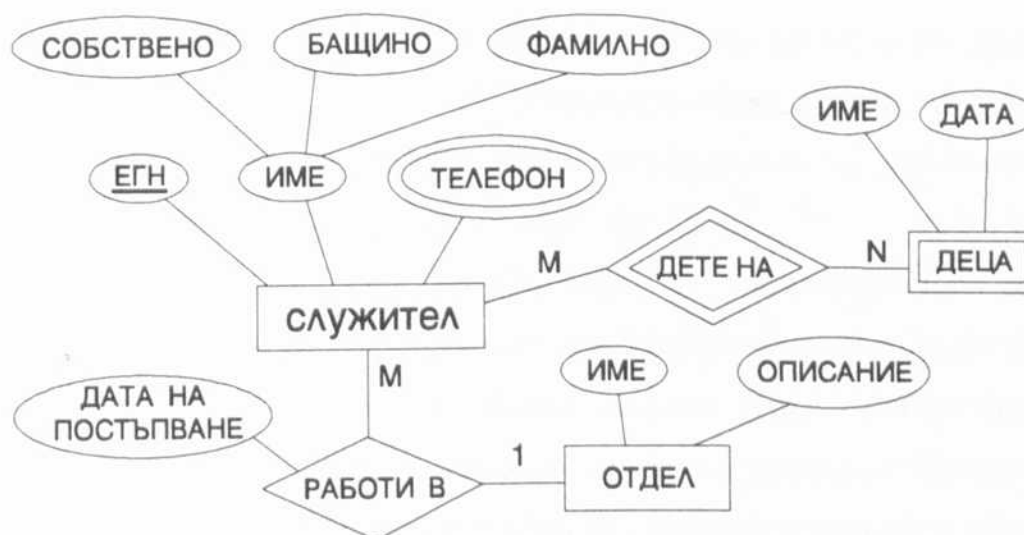 СОБСТВЕНО
БАЩИНО
ФАМИЛНО
ИМЕ
ДАТА
ЕГН
ИМЕ
ТЕЛЕФОН
M
ДЕТЕ НА
N
ДЕЦА
служител
M
ИМЕ
ОПИСАНИЕ
ДАТА НА
ПОСТЪПВАНЕ
РАБОТИ В
1
ОТДЕЛ